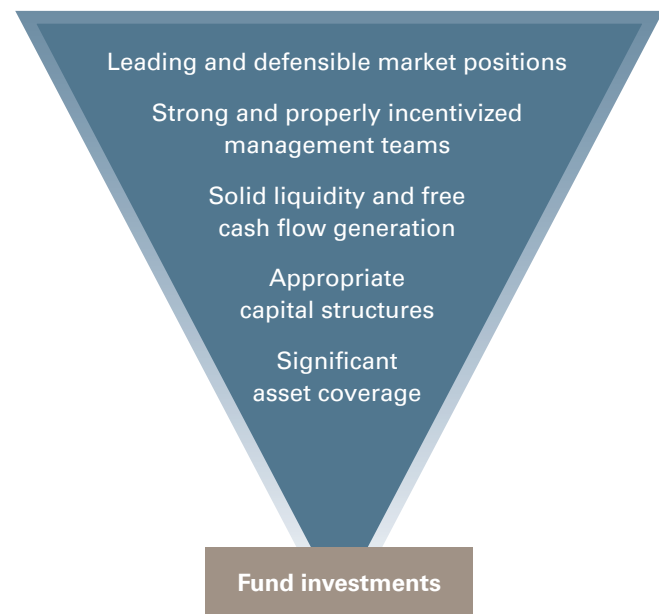 Leading and defensible market positions
Strong and properly incentivized
management teams
Solid liquidity and free
cash flow generation
Appropriate
capital structures
Significant
asset coverage
Fund investments